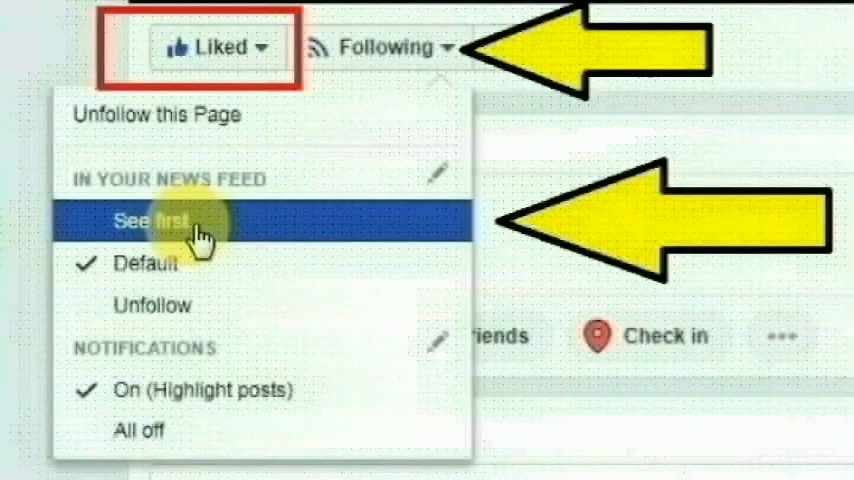 Liked
Following
Unfollow this Page
IN YOUR NEWS FEED
See first
Default
Unfollow
NOTIFICATIONS
riends
Check in
On (Highlight posts)
All off